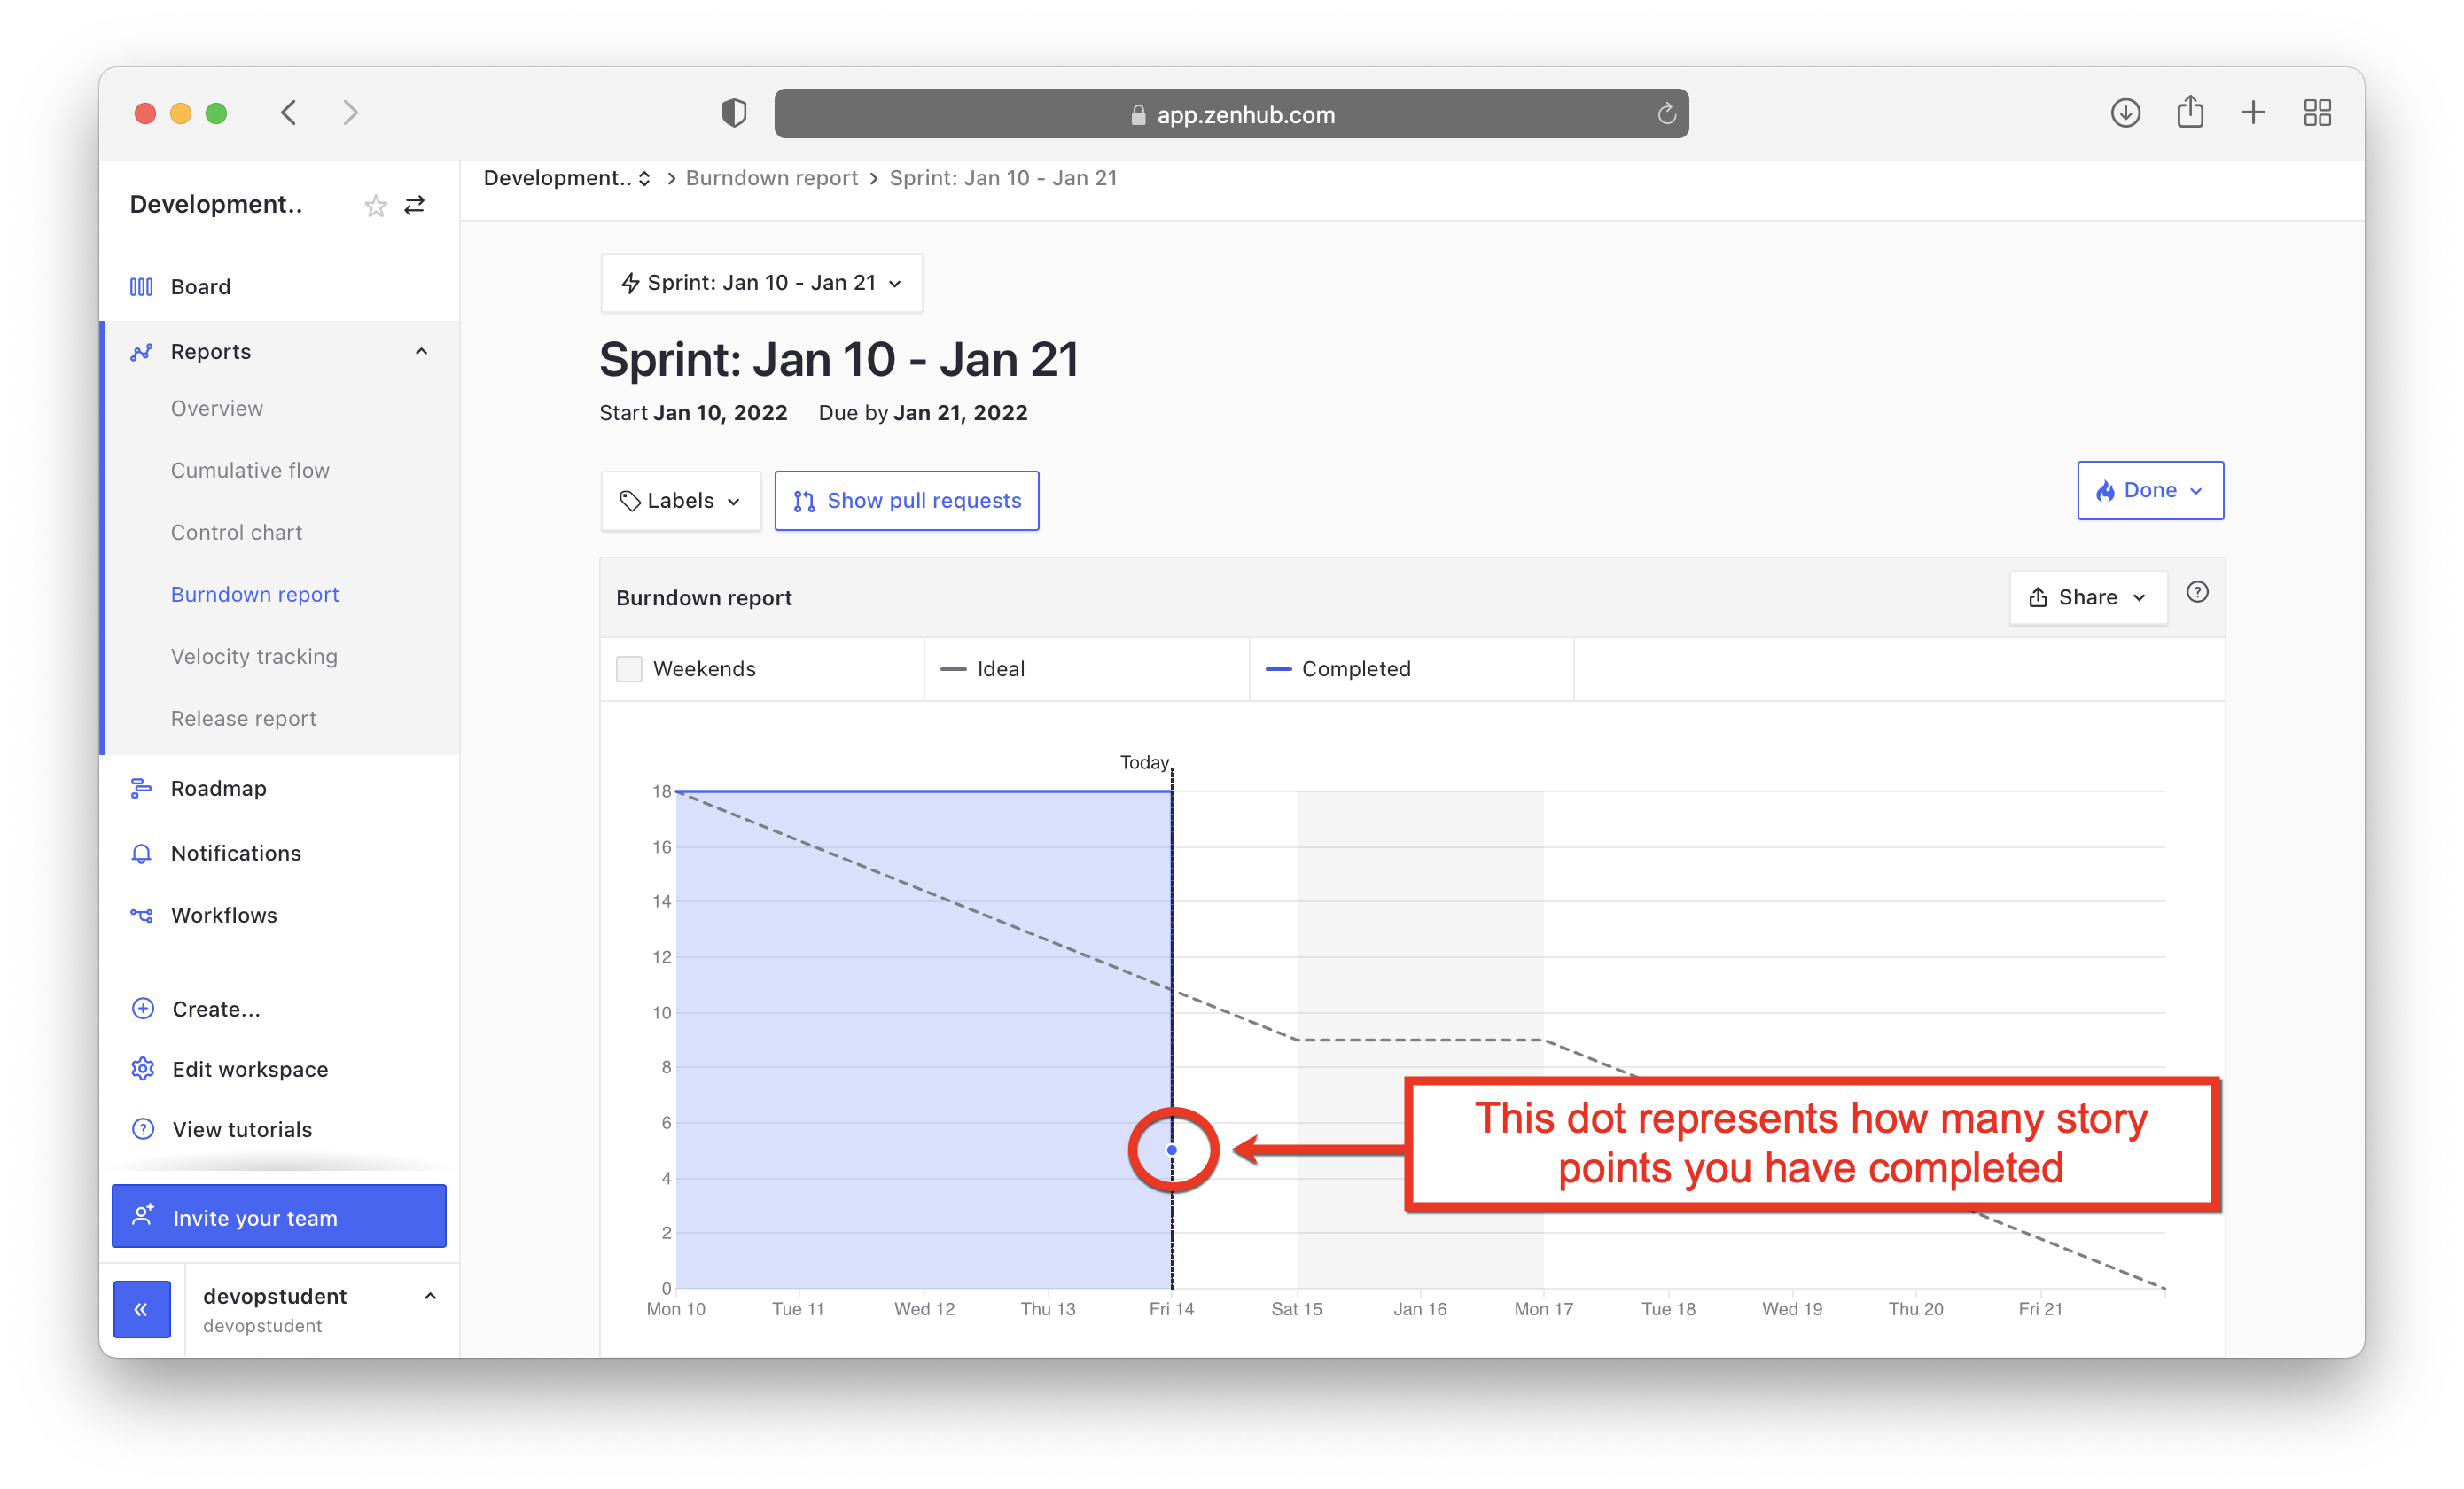 app.zenhub.com
Development..
Board
Reports
Overview
Cumulative flow
Control chart
Burndown report
Velocity tracking
Release report
Roadmap
Notifications
Workflows
Create...
Edit workspace
View tutorials
Invite your team
«
devopstudent
devopstudent
Development.. > Burndown report > Sprint: Jan 10 - Jan 21
Sprint: Jan 10 - Jan 21
Sprint: Jan 10 - Jan 21
Start Jan 10, 2022 Due by Jan 21, 2022
Labels Show pull requests Done
Burndown report Share ?
Weekends Ideal Completed
Today
18
16
14
12
10
8
6
4
2
0
Mon 10 Tue 11 Wed 12 Thu 13 Fri 14 Sat 15 Jan 16 Mon 17 Tue 18 Wed 19 Thu 20 Fri 21
This dot represents how many story
points you have completed